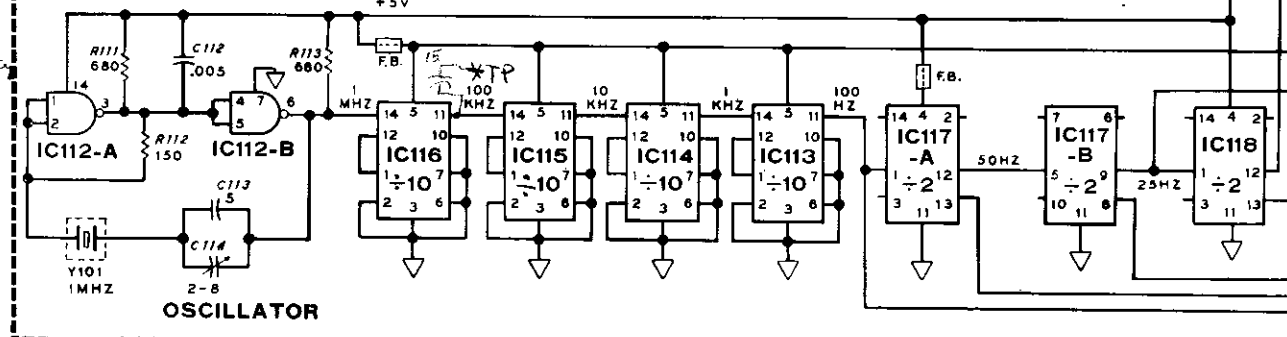 +5V
R111
680
C112
.005
R113
680
F.B.
15
*TP
F.B.
14
1
2
3
IC112-A
R112
150
4
5
7
6
IC112-B
1
MHZ
14 5 11
12 10
IC116
1 ÷10 7
2 3 6
100
KHZ
14 5 11
12 10
IC115
1 ÷10 7
2 3 6
10
KHZ
14 5 11
12 10
IC114
1 ÷10 7
2 3 6
1
KHZ
14 5 11
12 10
IC113
1 ÷10 7
2 3 6
100
HZ
14 4 2
IC117
-A
1 ÷2 12
3 11 13
50HZ
7 6
IC117
-B
5 ÷2 9
10 11 8
25HZ
14 4 2
IC118
1 ÷2 12
3 11 13
C113
5
C114
2-8
Y101
1MHZ
OSCILLATOR